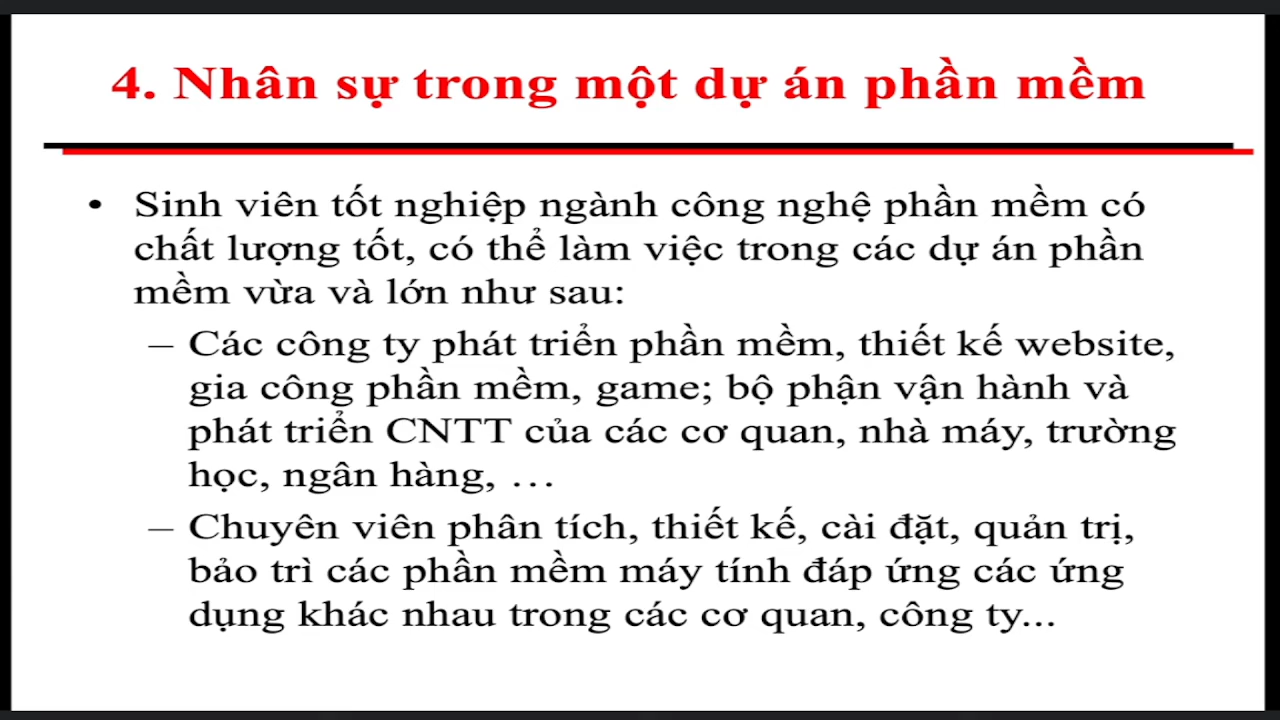 4. Nhân sự trong một dự án phần mềm
• Sinh viên tốt nghiệp ngành công nghệ phần mềm có
chất lượng tốt, có thể làm việc trong các dự án phần
mềm vừa và lớn như sau:
– Các công ty phát triển phần mềm, thiết kế website,
gia công phần mềm, game; bộ phận vận hành và
phát triển CNTT của các cơ quan, nhà máy, trường
học, ngân hàng, …
– Chuyên viên phân tích, thiết kế, cài đặt, quản trị,
bảo trì các phần mềm máy tính đáp ứng các ứng
dụng khác nhau trong các cơ quan, công ty...